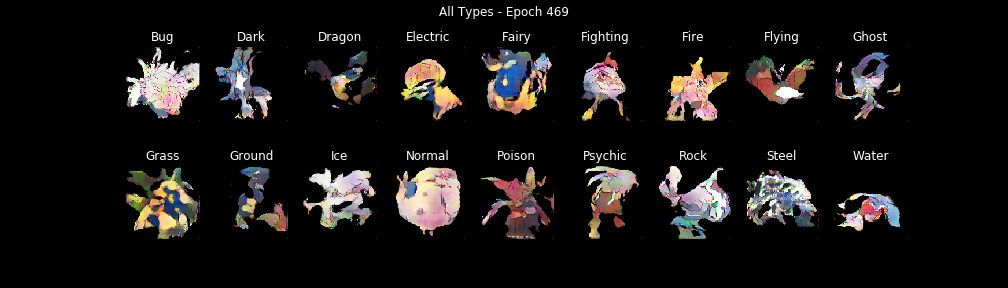 All Types - Epoch 469
Bug Dark Dragon Electric Fairy Fighting Fire Flying Ghost
Grass Ground Ice Normal Poison Psychic Rock Steel Water